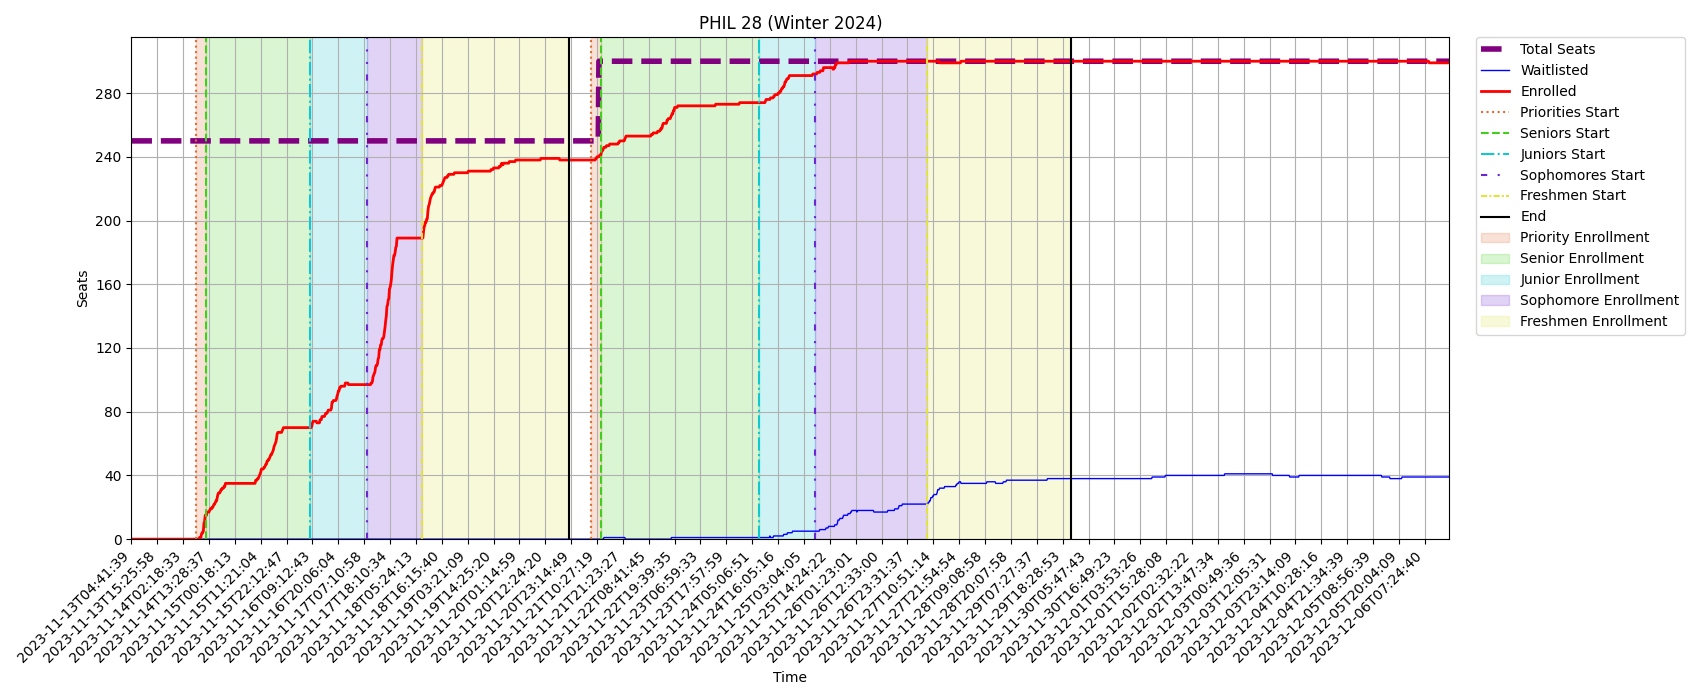 PHIL 28 (Winter 2024)
Seats
280
240
200
160
120
80
40
0
2023-11-13T04:41:39
2023-11-13T15:25:58
2023-11-14T02:18:33
2023-11-14T13:28:37
2023-11-15T00:18:13
2023-11-15T11:21:04
2023-11-15T22:12:47
2023-11-16T09:12:43
2023-11-16T20:06:04
2023-11-17T07:10:58
2023-11-17T18:10:34
2023-11-18T05:24:13
2023-11-18T16:15:40
2023-11-19T03:21:09
2023-11-19T14:25:20
2023-11-20T01:14:59
2023-11-20T12:24:20
2023-11-20T23:14:49
2023-11-21T10:27:19
2023-11-21T21:23:27
2023-11-22T08:41:45
2023-11-22T19:39:35
2023-11-23T06:59:33
2023-11-23T17:57:59
2023-11-24T05:06:51
2023-11-24T16:05:16
2023-11-25T03:04:05
2023-11-25T14:24:22
2023-11-26T01:23:01
2023-11-26T12:33:00
2023-11-26T23:31:37
2023-11-27T10:51:14
2023-11-27T21:54:54
2023-11-28T09:08:58
2023-11-28T20:07:58
2023-11-29T07:27:37
2023-11-29T18:28:53
2023-11-30T05:47:43
2023-11-30T16:49:23
2023-12-01T03:53:26
2023-12-01T15:28:08
2023-12-02T02:32:22
2023-12-02T13:47:34
2023-12-03T00:49:36
2023-12-03T12:05:31
2023-12-03T23:14:09
2023-12-04T10:28:16
2023-12-04T21:34:39
2023-12-05T08:56:39
2023-12-05T20:04:09
2023-12-06T07:24:40
Time
Total Seats
Waitlisted
Enrolled
Priorities Start
Seniors Start
Juniors Start
Sophomores Start
Freshmen Start
End
Priority Enrollment
Senior Enrollment
Junior Enrollment
Sophomore Enrollment
Freshmen Enrollment